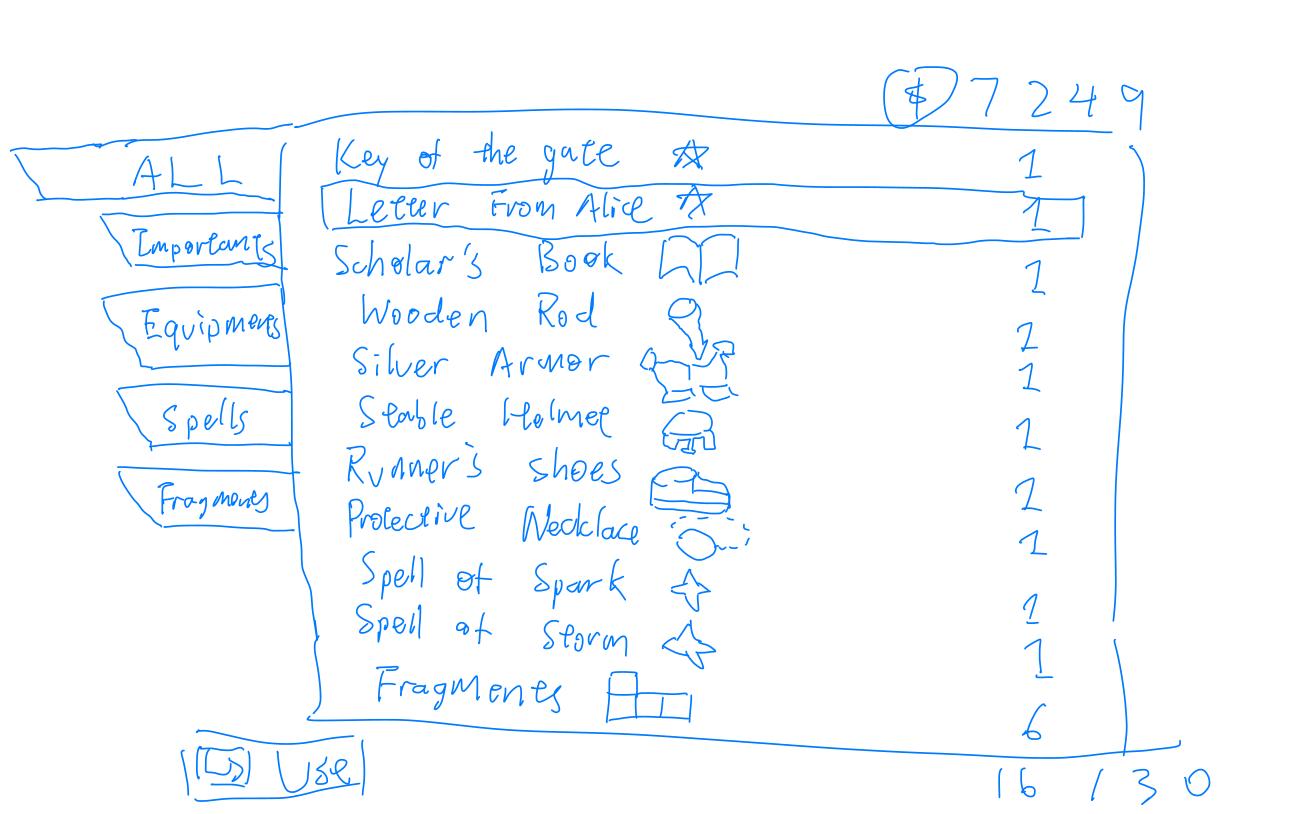 $ 7249
ALL
Importants
Equipments
Spells
Fragments
Key of the gate 1
Letter From Alice 1
Scholar's Book 1
Wooden Rod 1
Silver Armor 1
Stable Helmet 1
Runner's shoes 1
Protective Necklace 1
Spell of Spark 1
Spell of Storm 1
Fragments 6
Use
16 / 30